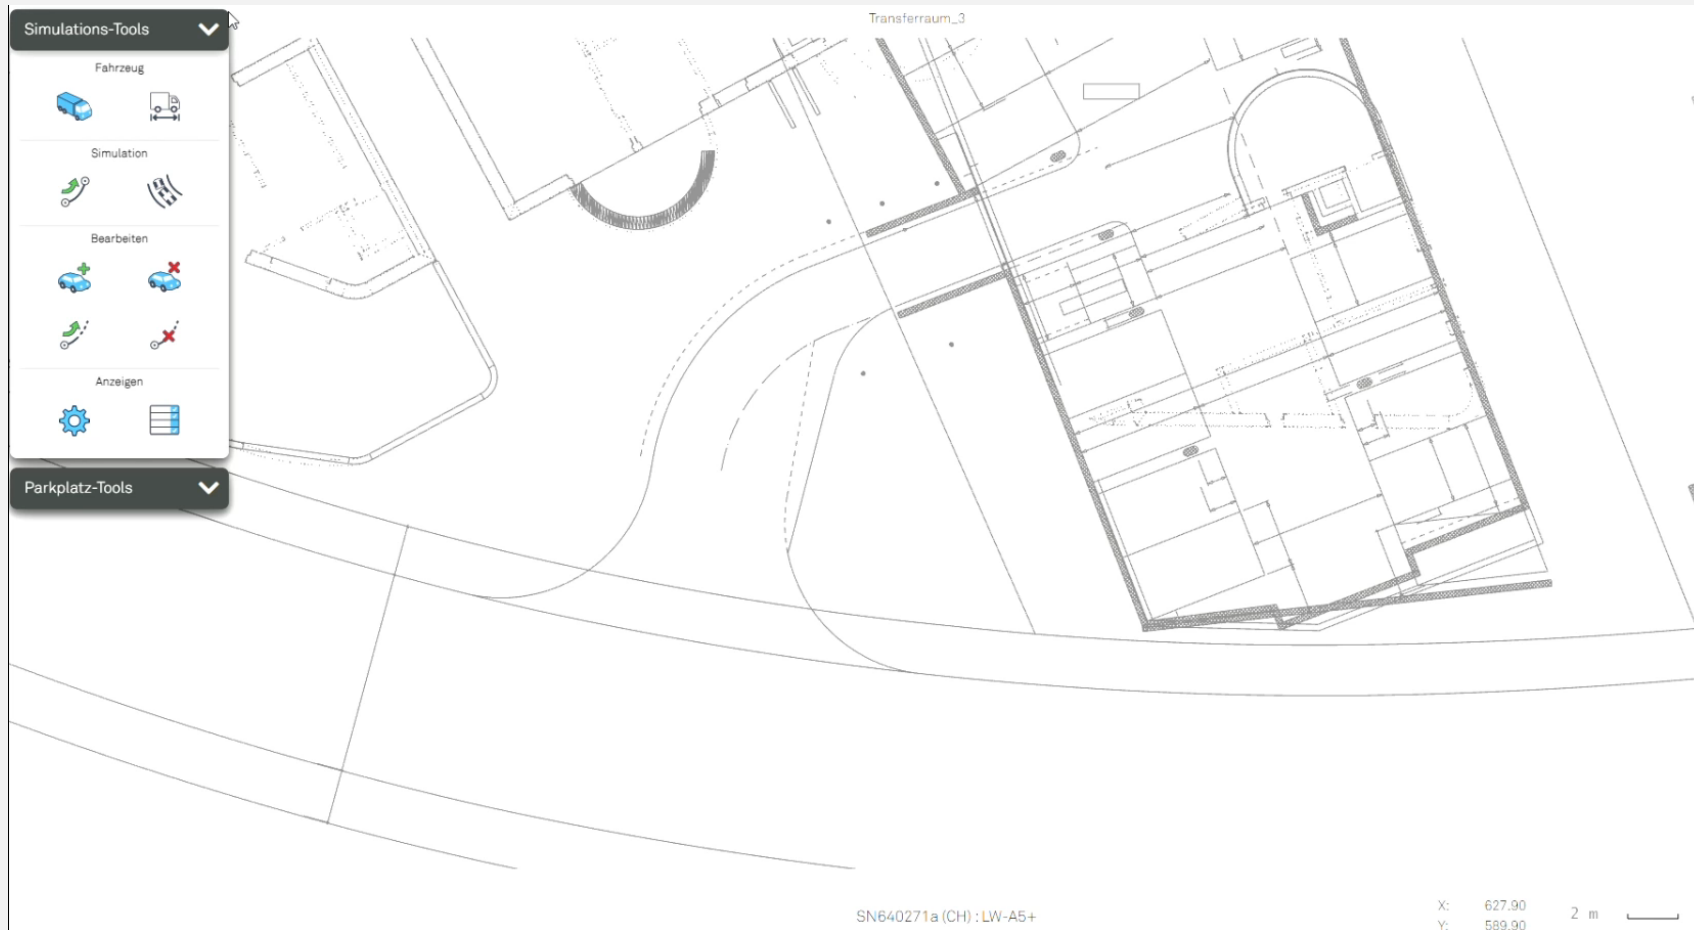 Simulations-Tools
Transferraum_3
Fahrzeug
Simulation
Bearbeiten
Anzeigen
Parkplatz-Tools
SN640271a (CH) : LW-A5+
X: 627.90
Y: 589.90
2 m